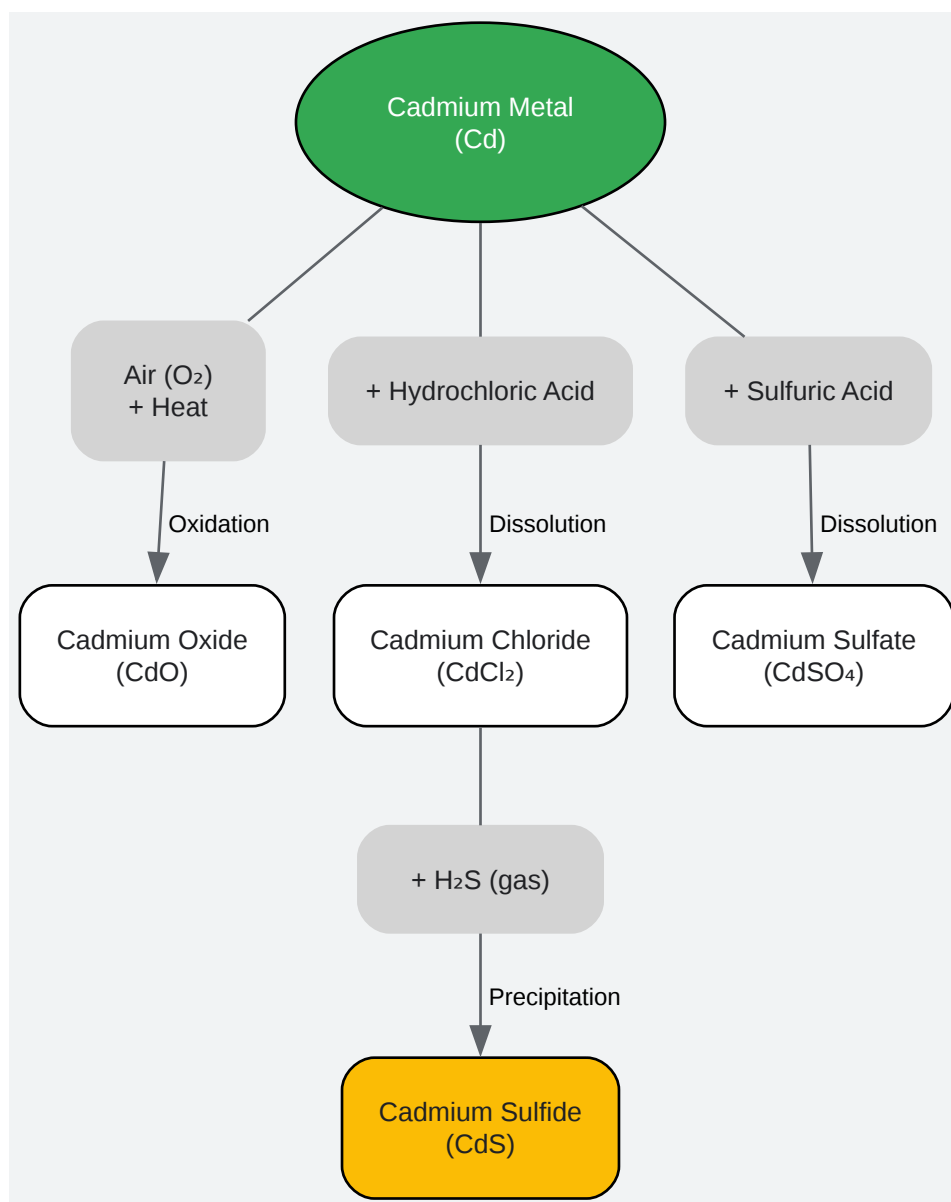 Cadmium Metal
(Cd)
Air (O₂)
+ Heat
+ Hydrochloric Acid
+ Sulfuric Acid
Oxidation
Dissolution
Dissolution
Cadmium Oxide
(CdO)
Cadmium Chloride
(CdCl₂)
Cadmium Sulfate
(CdSO₄)
+ H₂S (gas)
Precipitation
Cadmium Sulfide
(CdS)